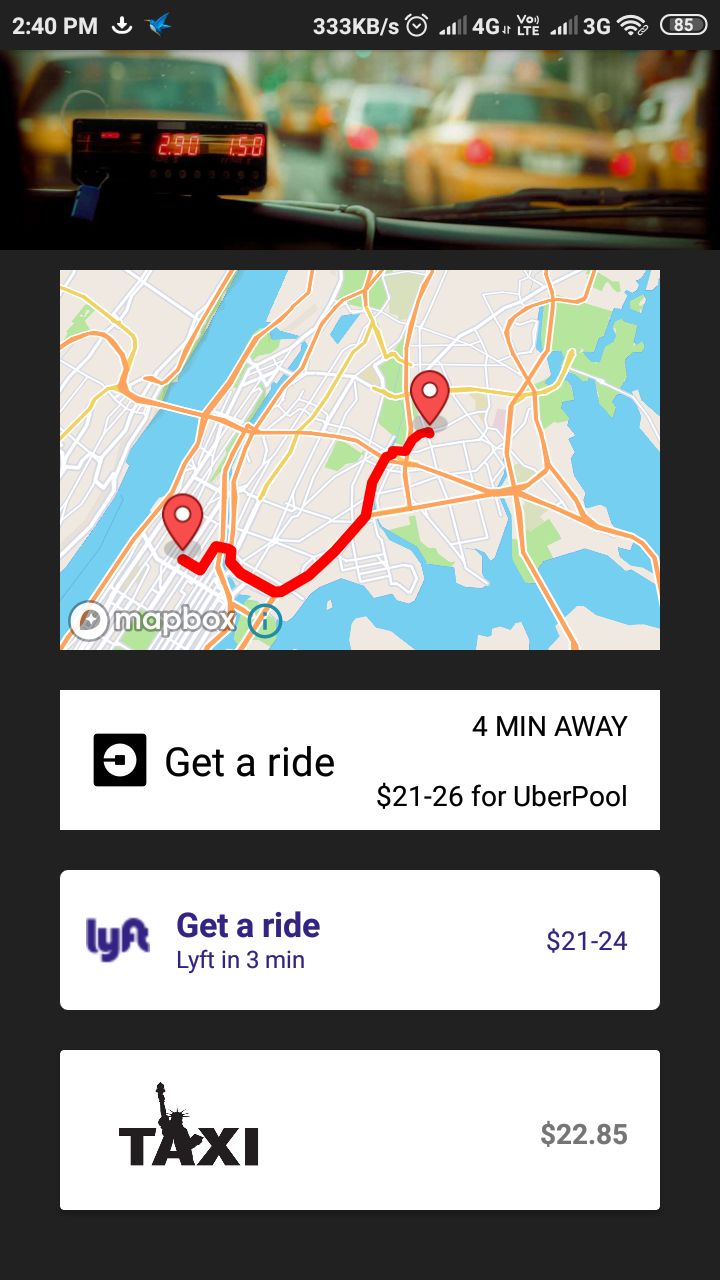 2:40 PM 333KB/s 4G Vo) LTE 3G 85
2.90 1.50
mapbox i
4 MIN AWAY
Get a ride
$21-26 for UberPool
lyft
Get a ride
Lyft in 3 min
$21-24
TAXI
$22.85